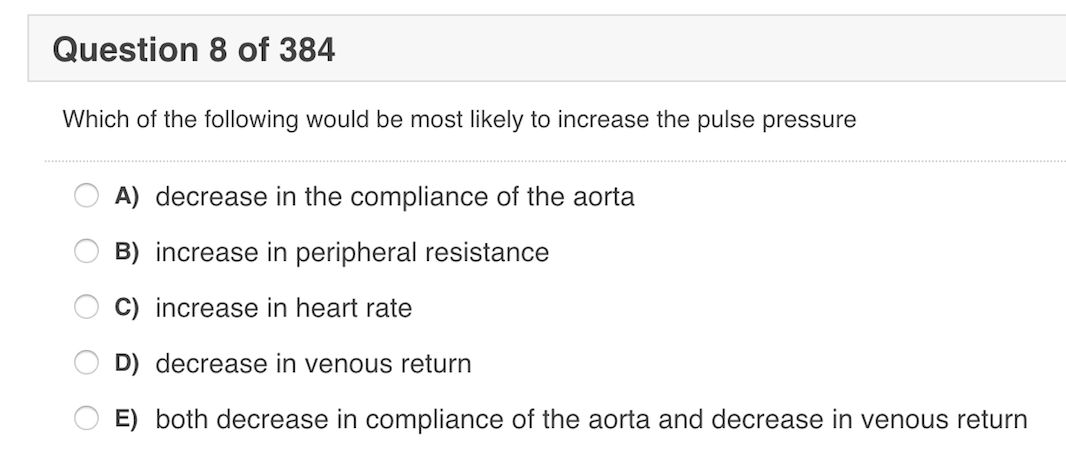 Question 8 of 384
Which of the following would be most likely to increase the pulse pressure
A) decrease in the compliance of the aorta
B) increase in peripheral resistance
C) increase in heart rate
D) decrease in venous return
E) both decrease in compliance of the aorta and decrease in venous return